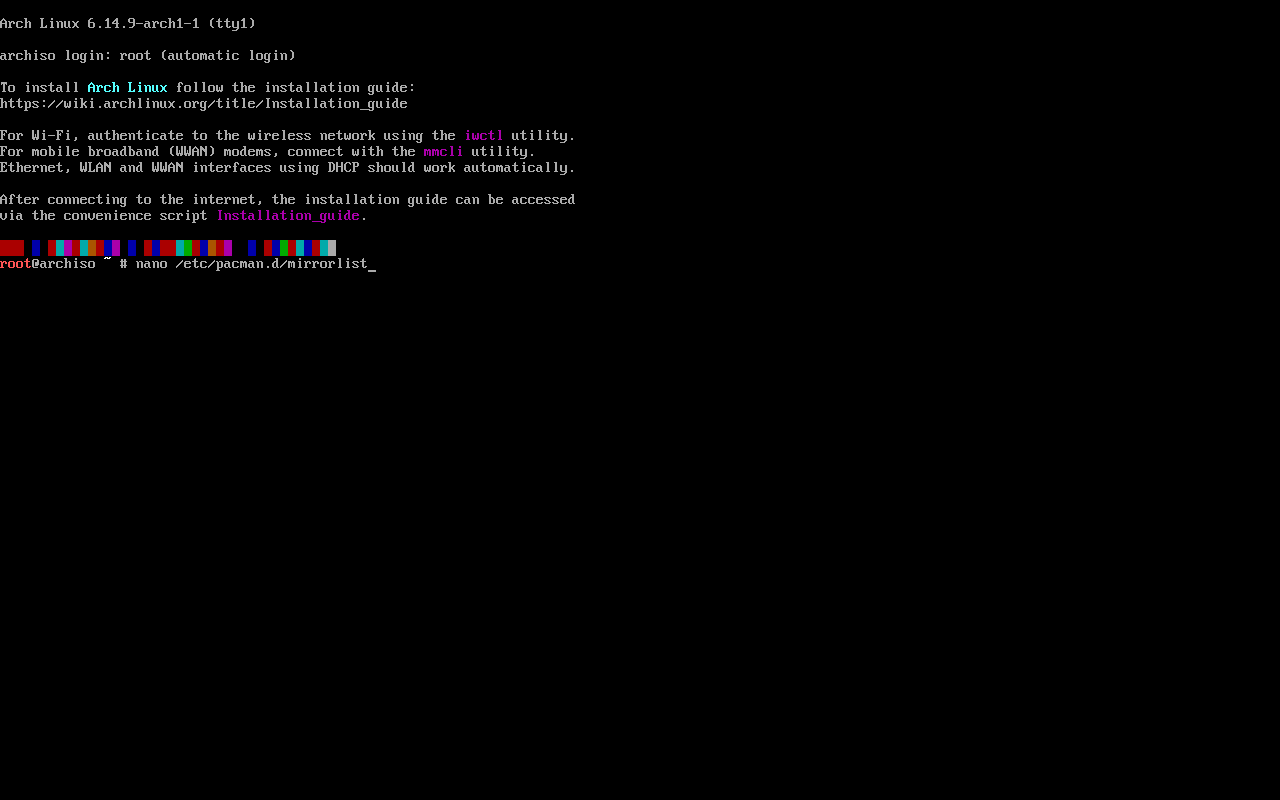 Arch Linux 6.14.9-arch1-1 (tty1)
archiso login: root (automatic login)
To install Arch Linux follow the installation guide:
https://wiki.archlinux.org/title/Installation_guide
For Wi-Fi, authenticate to the wireless network using the iwctl utility.
For mobile broadband (WWAN) modems, connect with the mmcli utility.
Ethernet, WLAN and WWAN interfaces using DHCP should work automatically.
After connecting to the internet, the installation guide can be accessed
via the convenience script Installation_guide.
root@archiso ~ # nano /etc/pacman.d/mirrorlist_